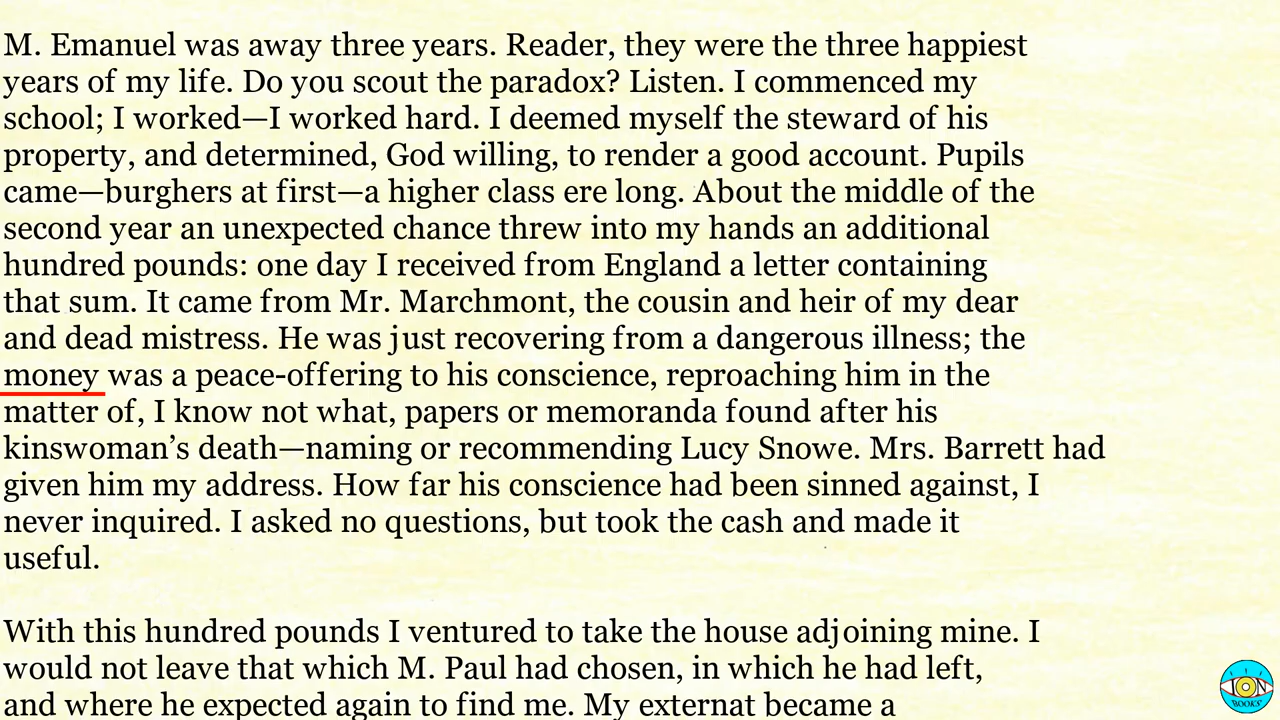 M. Emanuel was away three years. Reader, they were the three happiest
years of my life. Do you scout the paradox? Listen. I commenced my
school; I worked—I worked hard. I deemed myself the steward of his
property, and determined, God willing, to render a good account. Pupils
came—burghers at first—a higher class ere long. About the middle of the
second year an unexpected chance threw into my hands an additional
hundred pounds: one day I received from England a letter containing
that sum. It came from Mr. Marchmont, the cousin and heir of my dear
and dead mistress. He was just recovering from a dangerous illness; the
money was a peace-offering to his conscience, reproaching him in the
matter of, I know not what, papers or memoranda found after his
kinswoman’s death—naming or recommending Lucy Snowe. Mrs. Barrett had
given him my address. How far his conscience had been sinned against, I
never inquired. I asked no questions, but took the cash and made it
useful.
With this hundred pounds I ventured to take the house adjoining mine. I
would not leave that which M. Paul had chosen, in which he had left,
and where he expected again to find me. My externat became a
ION
BOOKS